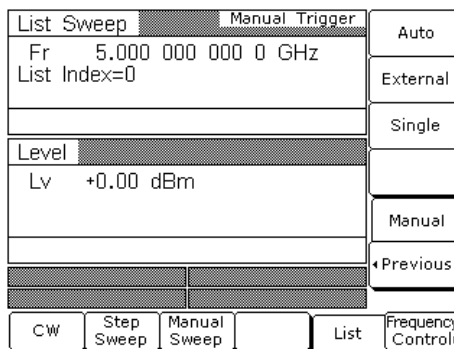 List Sweep
Manual Trigger
Fr 5.000 000 000 0 GHz
List Index=0
Level
Lv +0.00 dBm
Auto
External
Single
Manual
Previous
CW
Step Sweep
Manual Sweep
List
Frequency Control